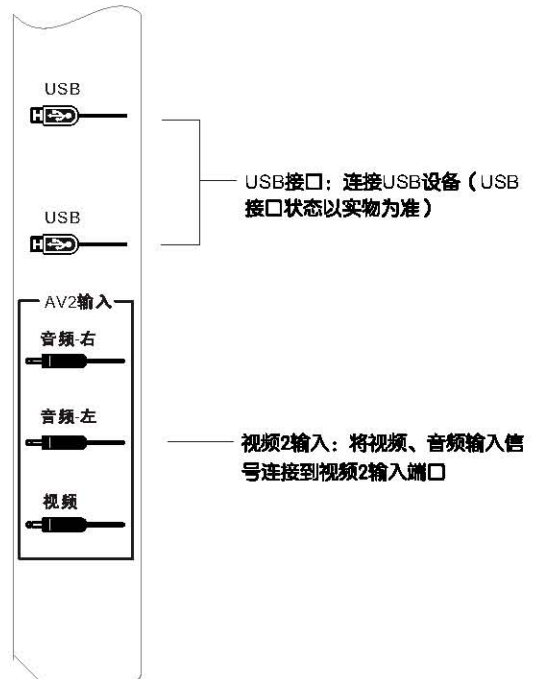 USB
USB接口：连接USB设备（USB
接口状态以实物为准）
USB
AV2输入
音频-右
音频-左
视频2输入：将视频、音频输入信
号连接到视频2输入端口
视频